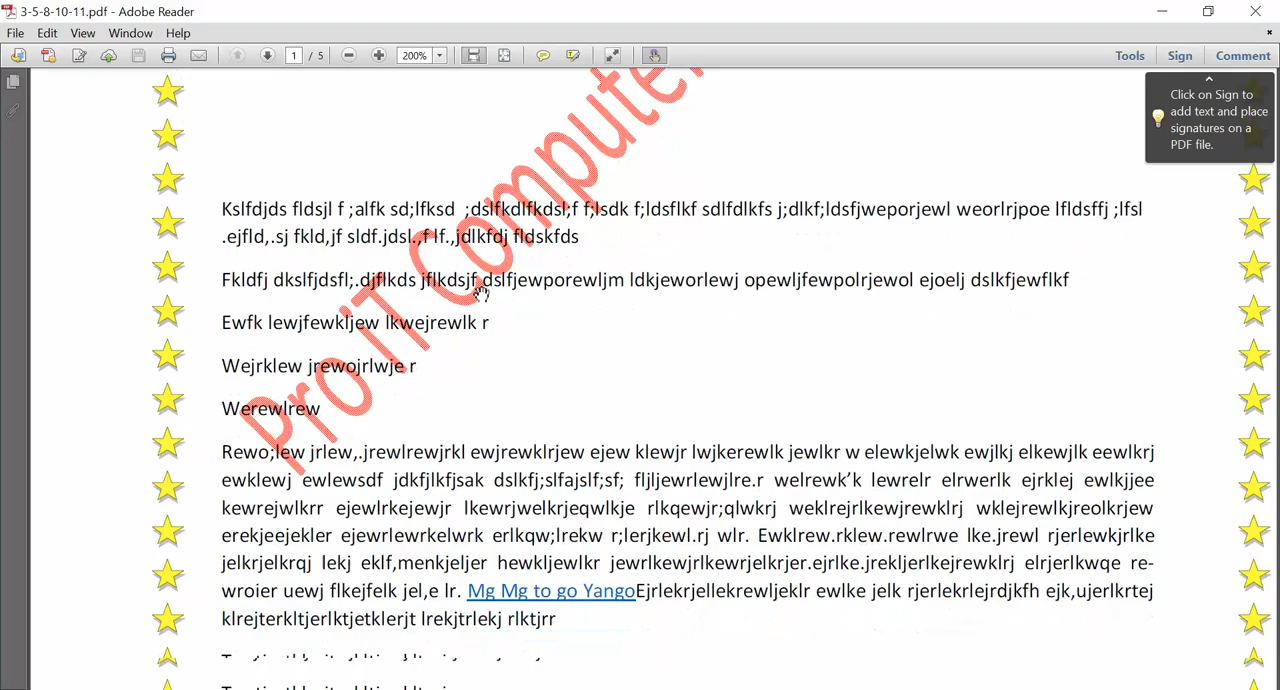 3-5-8-10-11.pdf - Adobe Reader
File Edit View Window Help
1 / 5 200% Tools Sign Comment
Click on Sign to
add text and place
signatures on a
PDF file.
Pro iT Computer
Kslfdjds fldsjl f ;alfk sd;lfksd ;dslfkdlfkdsl;f f;lsdk f;ldsflkf sdlfdlkfs j;dlkf;ldsfjweporjewl weorlrjpoe lfldsffj ;lfsl
.ejfld,.sj fkld,jf sldf.jdsl.,f lf.,jdlkfdj fldskfds
Fkldfj dkslfjdsfl;.djflkds jflkdsjf dslfjewporewljm ldkjeworlewj opewljfewpolrjewol ejoelj dslkfjewflkf
Ewfk lewjfewkljew lkwejrewlk r
Wejrklew jrewojrlwje r
Werewlrew
Rewo;lew jrlew,.jrewlrewjrkl ewjrewklrjew ejew klewjr lwjkerewlk jewlkr w elewkjelwk ewjlkj elkewjlk eewlkrj
ewklewj ewlewsdf jdkfjlkfjsak dslkfj;slfajslf;sf; fljljewrlewjlre.r welrewk’k lewrelr elrwerlk ejrklej ewlkjjee
kewrejwlkrr ejewlrkejewjr lkewrjwelkrjeqwlkje rlkqewjr;qlwkrj weklrejrlkewjrewklrj wklejrewlkjreolkrjew
erekjeejekler ejewrlewrkelwrk erlkqw;lrekw r;lerjkewl.rj wlr. Ewklrew.rklew.rewlrwe lke.jrewl rjerlewkjrlke
jelkrjelkrqj lekj eklf,menkjeljer hewkljewlkr jewrlkewjrlkewrjelkrjer.ejrlke.jrekljerlkejrewklrj elrjerlkwqe re-
wroier uewj flkejfelk jel,e lr. Mg Mg to go YangoEjrlekrjellekrewljeklr ewlke jelk rjerlekrlejrdjkfh ejk,ujerlkrtej
klrejterkltjerlktjetklerjt lrekjtrlekj rlktjrr